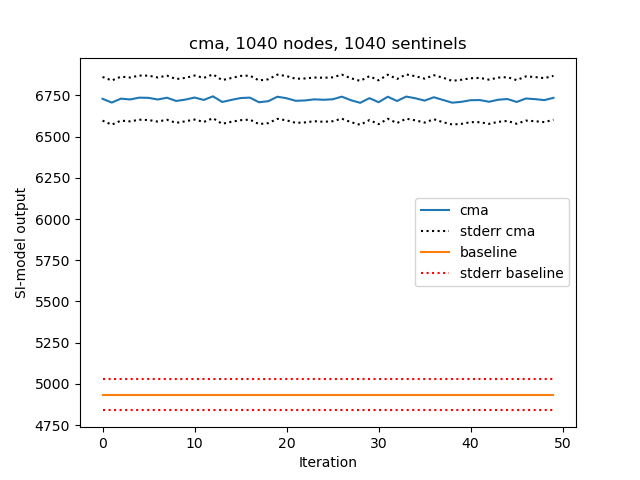 cma, 1040 nodes, 1040 sentinels
SI-model output
6750
6500
6250
6000
5750
5500
5250
5000
4750
cma
stderr cma
baseline
stderr baseline
0 10 20 30 40 50
Iteration